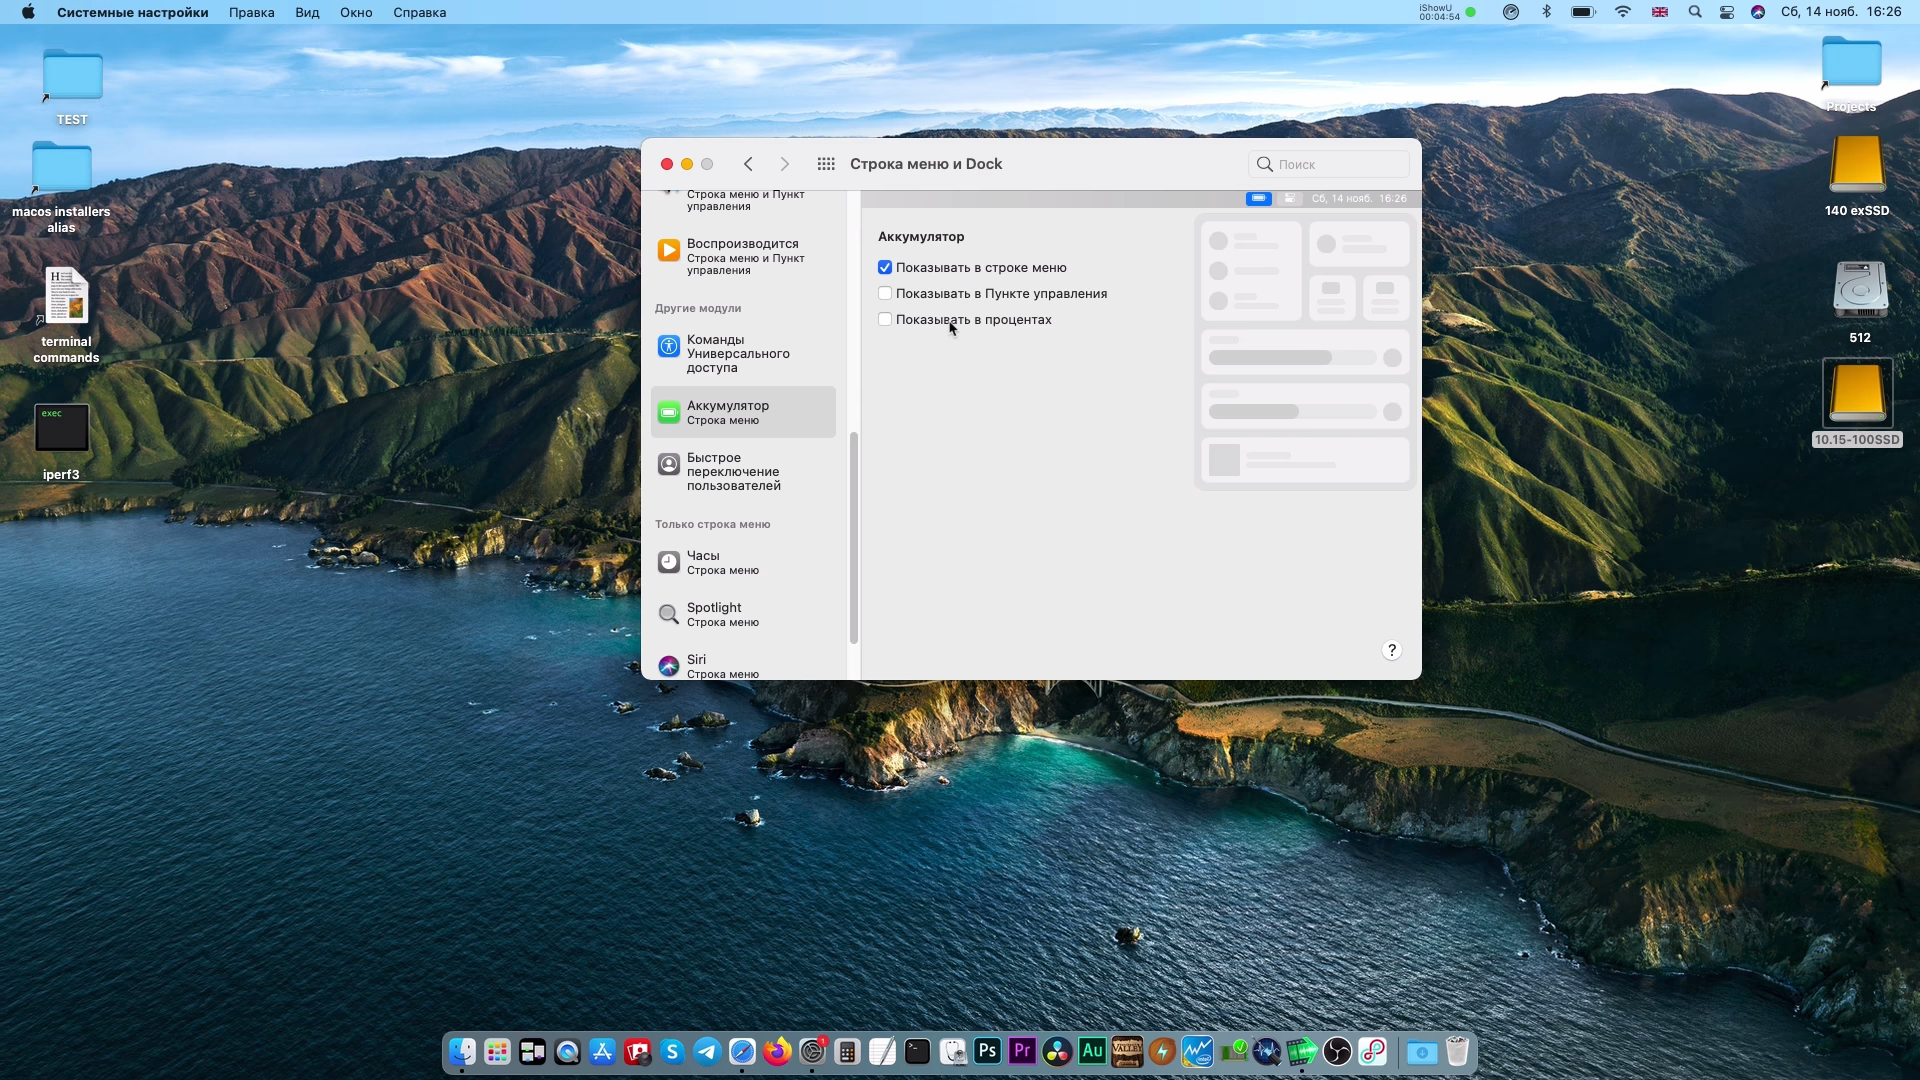 Системные настройки Правка Вид Окно Справка
iShowU
00:04:54
Сб, 14 нояб. 16:26
TEST
macos installers
alias
H
terminal
commands
exec
iperf3
Projects
140 exSSD
512
10.15-100SSD
Строка меню и Dock
Поиск
Строка меню и Пункт
управления
Воспроизводится
Строка меню и Пункт
управления
Другие модули
Команды
Универсального
доступа
Аккумулятор
Строка меню
Быстрое
переключение
пользователей
Только строка меню
Часы
Строка меню
Spotlight
Строка меню
Siri
Строка меню
Сб, 14 нояб. 16:26
Аккумулятор
Показывать в строке меню
Показывать в Пункте управления
Показывать в процентах
?
1
S
Ps
Pr
Au
VALLEY